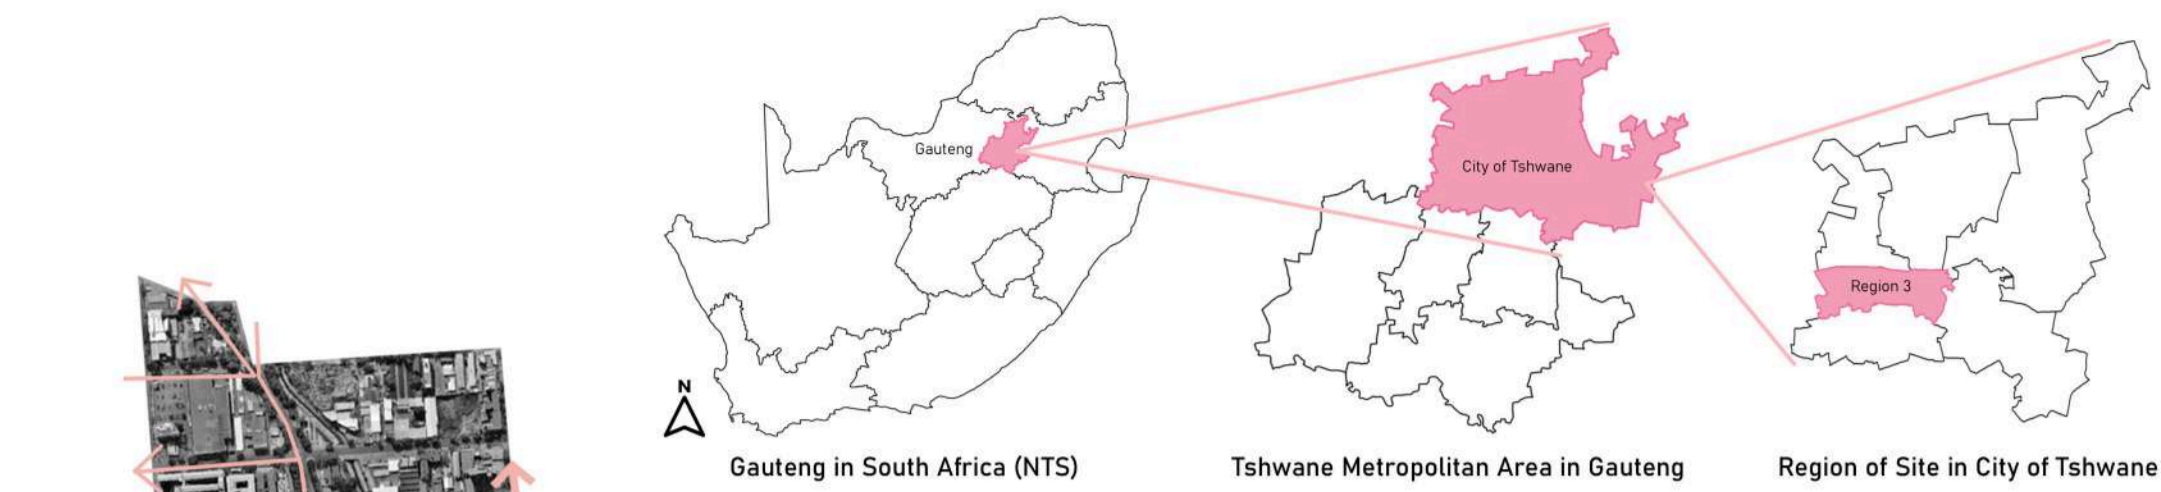 Gauteng
City of Tshwane
Region 3
N
Gauteng in South Africa (NTS)
Tshwane Metropolitan Area in Gauteng
Region of Site in City of Tshwane